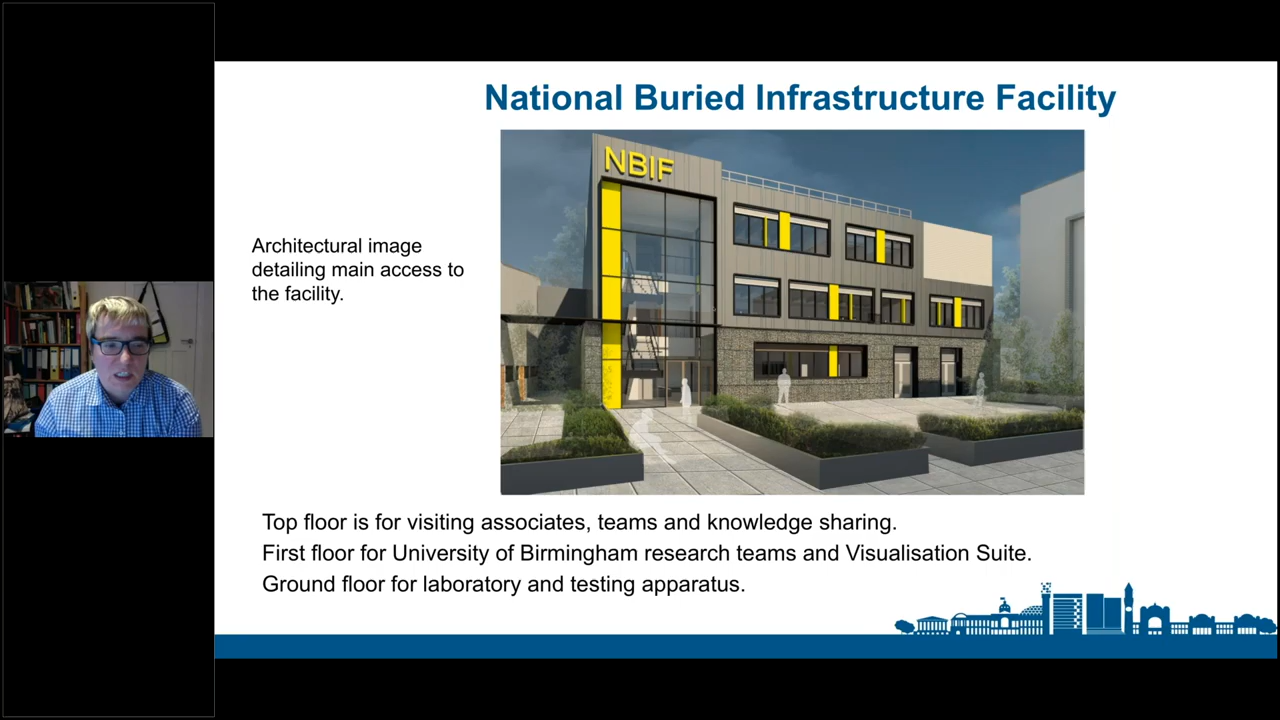 National Buried Infrastructure Facility
NBIF
Architectural image
detailing main access to
the facility.
Top floor is for visiting associates, teams and knowledge sharing.
First floor for University of Birmingham research teams and Visualisation Suite.
Ground floor for laboratory and testing apparatus.